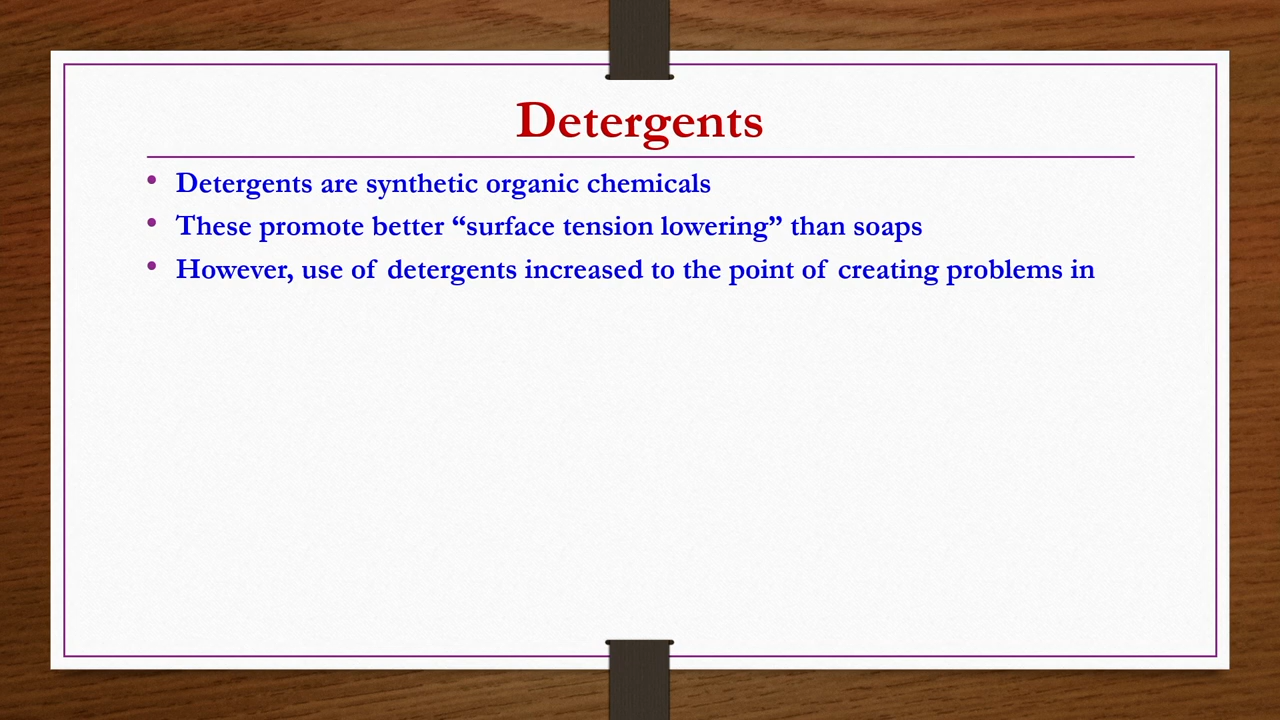 Detergents
• Detergents are synthetic organic chemicals
• These promote better “surface tension lowering” than soaps
• However, use of detergents increased to the point of creating problems in